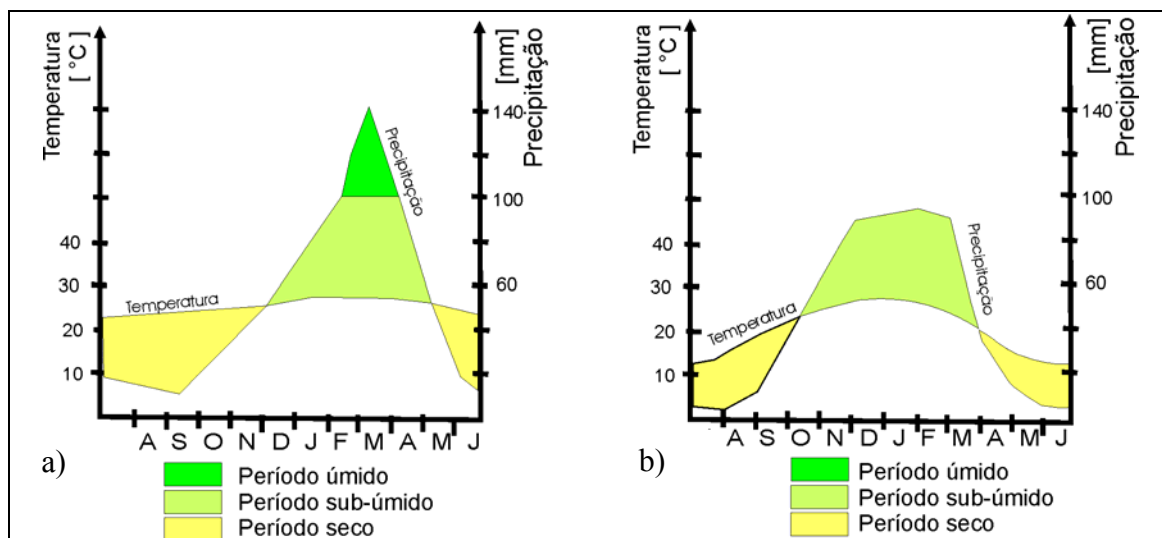 Temperatura
[ °C]
[mm]
Precipitação
140
100
60
40
30
20
10
Precipitação
Temperatura
A S O N D J F M A M J
a)
Período úmido
Período sub-úmido
Período seco
Temperatura
[ °C]
[mm]
Precipitação
140
100
60
40
30
20
10
Precipitação
Temperatura
A S O N D J F M A M J
b)
Período úmido
Período sub-úmido
Período seco